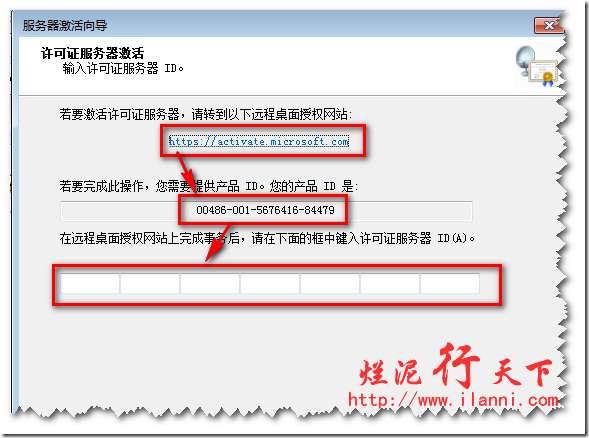 服务器激活向导
许可证服务器激活
输入许可证服务器 ID。
若要激活许可证服务器，请转到以下远程桌面授权网站:
https://activate.microsoft.com
若要完成此操作，您需要提供产品 ID。您的产品 ID 是:
00486-001-5676416-84479
在远程桌面授权网站上完成事务后，请在下面的框中键入许可证服务器 ID(A)。
烂泥行天下
http://www.ilanni.com